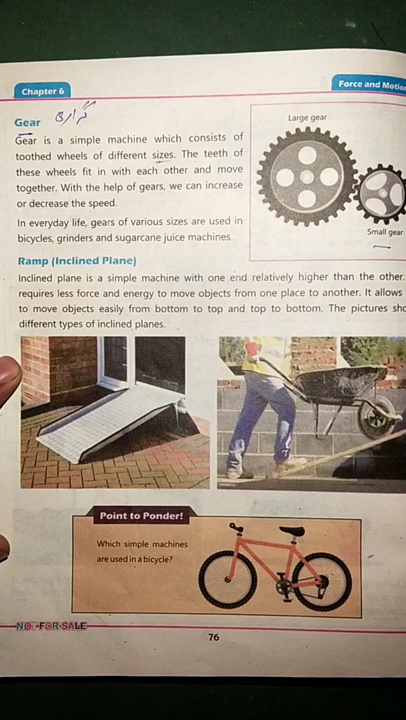 Chapter 6
Force and Motion
Gear گراری
Gear is a simple machine which consists of
toothed wheels of different sizes. The teeth of
these wheels fit in with each other and move
together. With the help of gears, we can increase
or decrease the speed.
In everyday life, gears of various sizes are used in
bicycles, grinders and sugarcane juice machines
Large gear
Small gear
Ramp (Inclined Plane)
Inclined plane is a simple machine with one end relatively higher than the other.
requires less force and energy to move objects from one place to another. It allows
to move objects easily from bottom to top and top to bottom. The pictures sho
different types of inclined planes.
Point to Ponder!
Which simple machines
are used in a bicycle?
NOT FOR SALE
76